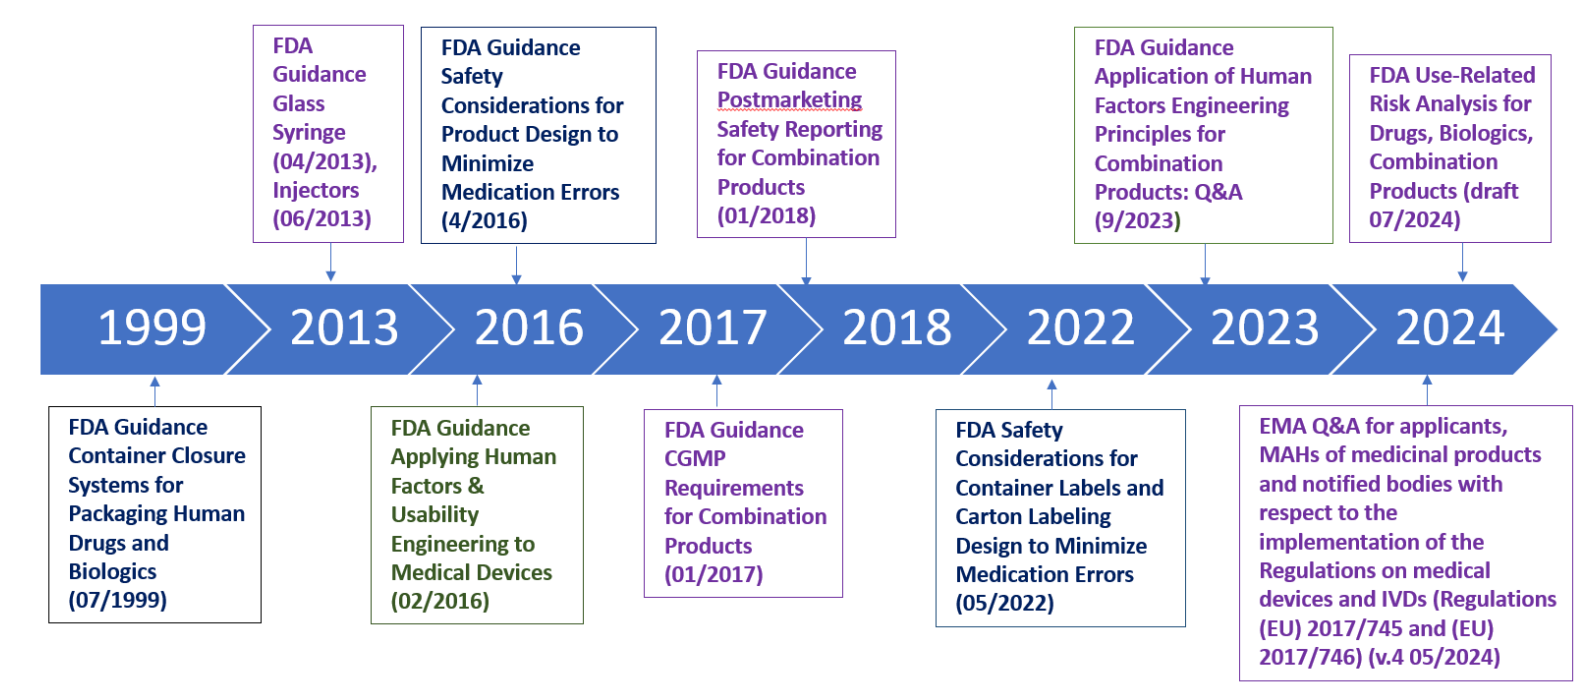 FDA
Guidance
Glass
Syringe
(04/2013),
Injectors
(06/2013)
FDA Guidance
Safety
Considerations for
Product Design to
Minimize
Medication Errors
(4/2016)
FDA Guidance
Postmarketing
Safety Reporting
for Combination
Products
(01/2018)
FDA Guidance
Application of Human
Factors Engineering
Principles for
Combination
Products: Q&A
(9/2023)
FDA Use-Related
Risk Analysis for
Drugs, Biologics,
Combination
Products (draft
07/2024)
1999
2013
2016
2017
2018
2022
2023
2024
FDA Guidance
Container Closure
Systems for
Packaging Human
Drugs and
Biologics
(07/1999)
FDA Guidance
Applying Human
Factors &
Usability
Engineering to
Medical Devices
(02/2016)
FDA Guidance
CGMP
Requirements
for Combination
Products
(01/2017)
FDA Safety
Considerations for
Container Labels and
Carton Labeling
Design to Minimize
Medication Errors
(05/2022)
EMA Q&A for applicants,
MAHs of medicinal products
and notified bodies with
respect to the
implementation of the
Regulations on medical
devices and IVDs (Regulations
(EU) 2017/745 and (EU)
2017/746) (v.4 05/2024)